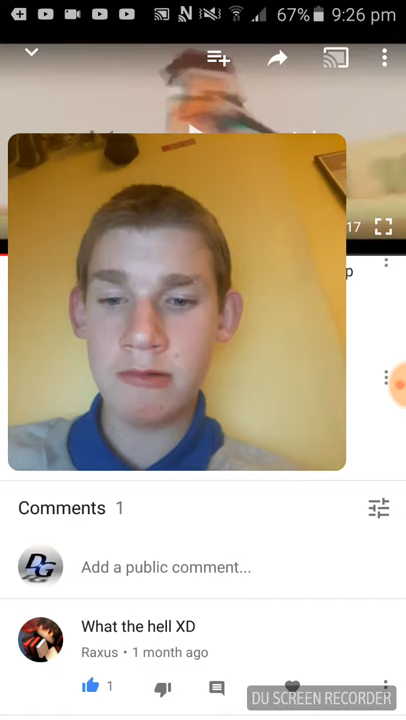 67% 9:26 pm
17
p
Comments 1
DG
Add a public comment...
What the hell XD
Raxus • 1 month ago
1
DU SCREEN RECORDER